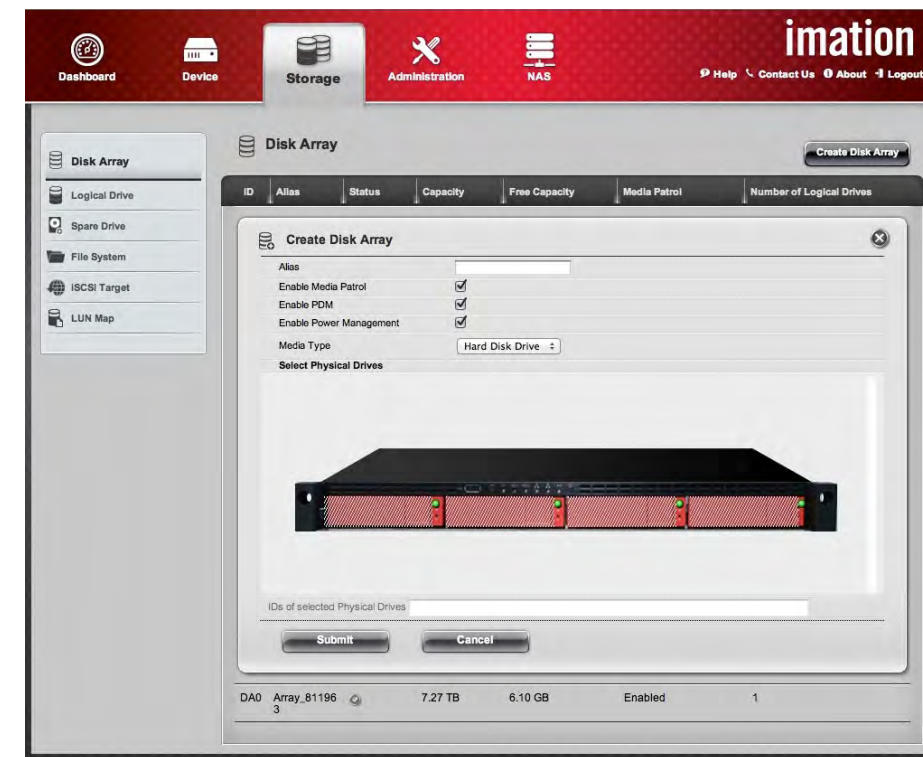 imation
Dashboard
Device
Storage
Administration
NAS
Help Contact Us About Logout
Disk Array
Logical Drive
Spare Drive
File System
iSCSI Target
LUN Map
Disk Array
Create Disk Array
ID Alias Status Capacity Free Capacity Media Patrol Number of Logical Drives
Create Disk Array
Alias
Enable Media Patrol
Enable PDM
Enable Power Management
Media Type Hard Disk Drive
Select Physical Drives
IDs of selected Physical Drives
Submit Cancel
DA0 Array_81196 7.27 TB 6.10 GB Enabled 1
3